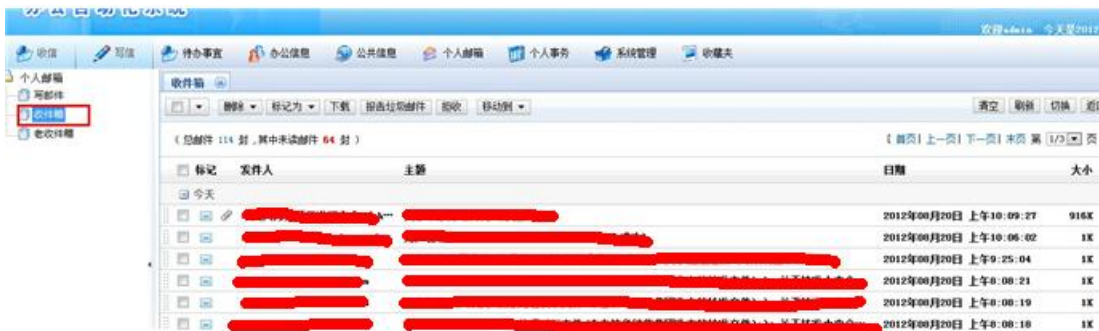 办公自动化系统
欢迎admin 今天是2012
收信 写信 待办事宜 办公信息 公共信息 个人邮箱 个人事务 系统管理 收藏夹
个人邮箱
写邮件
收件箱
老收件箱
收件箱
删除 标记为 下载 报告垃圾邮件 拒收 移动到 清空 刷新 切换
(总邮件 114 封,其中未读邮件 64 封)
[ 首页| 上一页| 下一页| 末页 第 1/3 页
标记 发件人 主题 日期 大小
今天
2012年08月20日 上午10:09:27 916K
2012年08月20日 上午10:06:02 1K
2012年08月20日 上午9:25:04 1K
2012年08月20日 上午8:08:21 1K
2012年08月20日 上午8:08:19 1K
2012年08月20日 上午8:08:18 1K